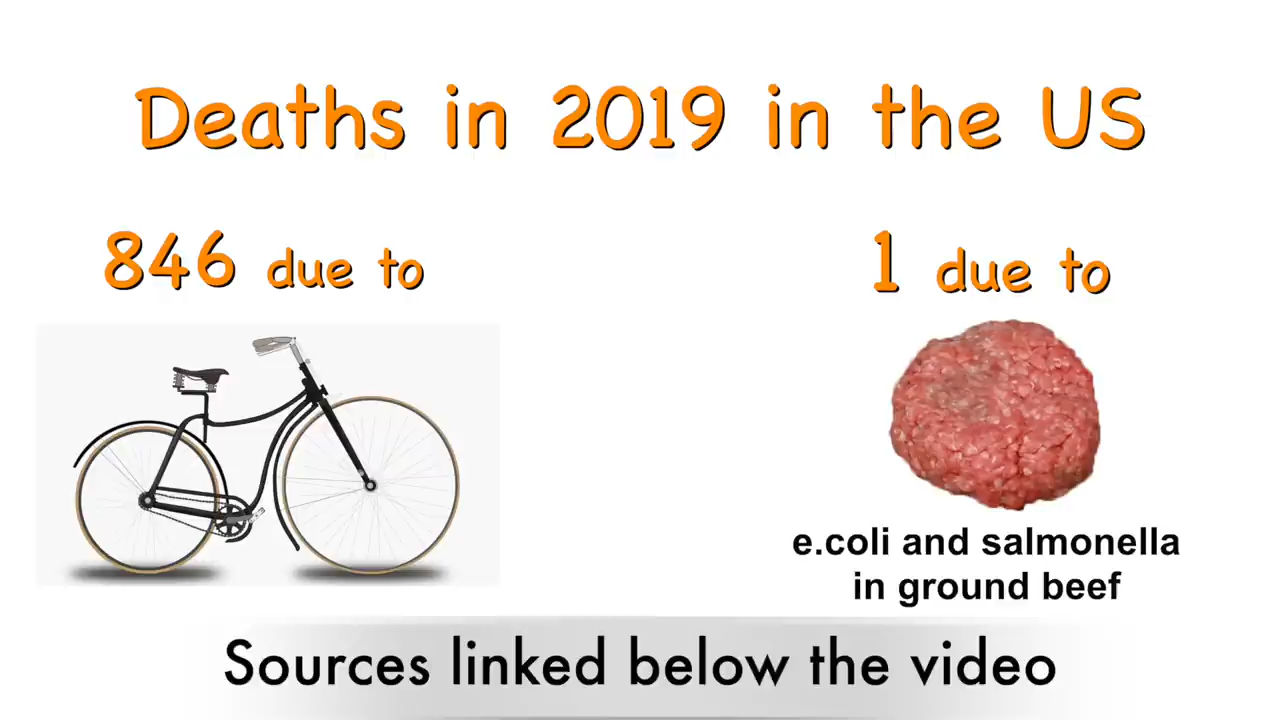 Deaths in 2019 in the US
846 due to
1 due to
e.coli and salmonella
in ground beef
Sources linked below the video